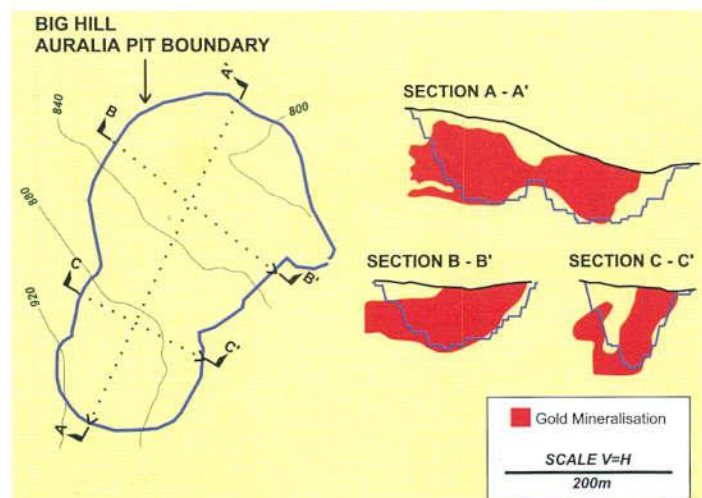 BIG HILL
AURALIA PIT BOUNDARY
A'
B
840
800
880
920
C
B'
C'
A
SECTION A - A'
SECTION B - B'
SECTION C - C'
Gold Mineralisation
SCALE V=H
200m